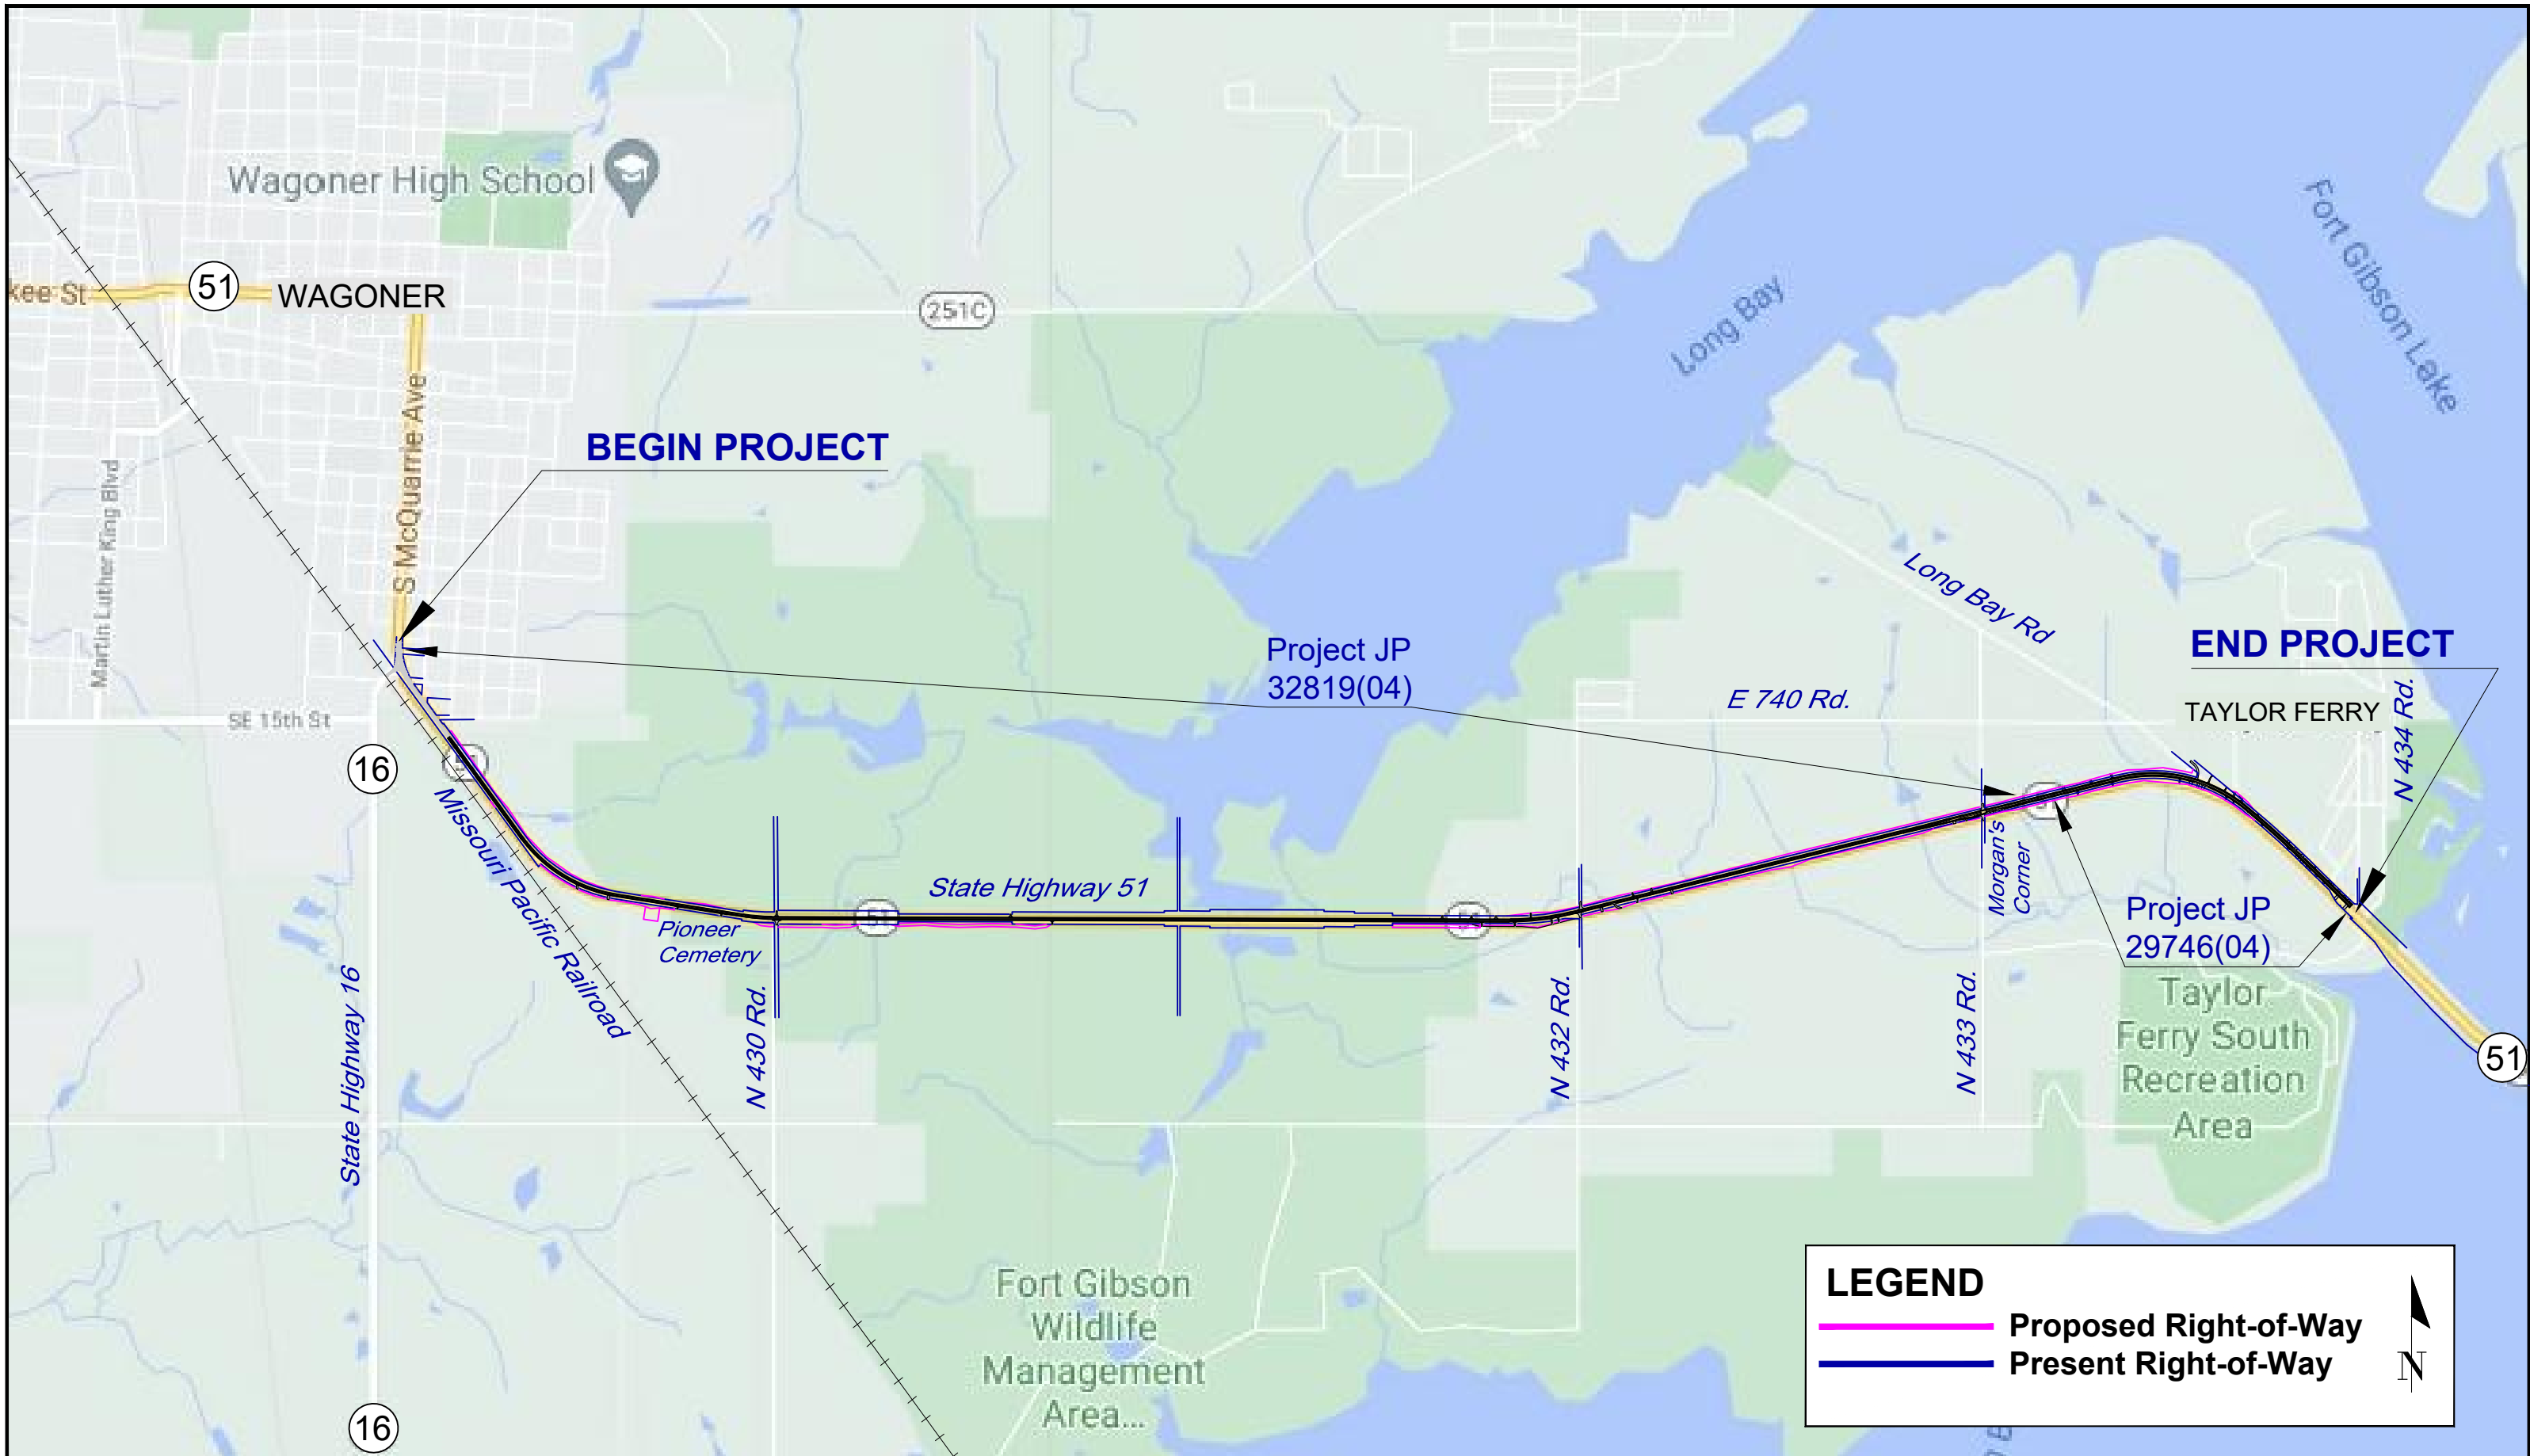 Wagoner High School
kee St
51
WAGONER
251C
Fort Gibson Lake
Long Bay
S McQuarrie Ave
BEGIN PROJECT
Martin Luther King Blvd
Long Bay Rd
Project JP
32819(04)
END PROJECT
E 740 Rd.
TAYLOR FERRY
N 434 Rd.
SE 15th St
16
51
Missouri Pacific Railroad
State Highway 51
51
51
51
Pioneer
Cemetery
Morgan's
Corner
Project JP
29746(04)
State Highway 16
N 430 Rd.
N 432 Rd.
N 433 Rd.
Taylor
Ferry South
Recreation
Area
51
Fort Gibson
Wildlife
Management
Area...
16
LEGEND
Proposed Right-of-Way
Present Right-of-Way
N